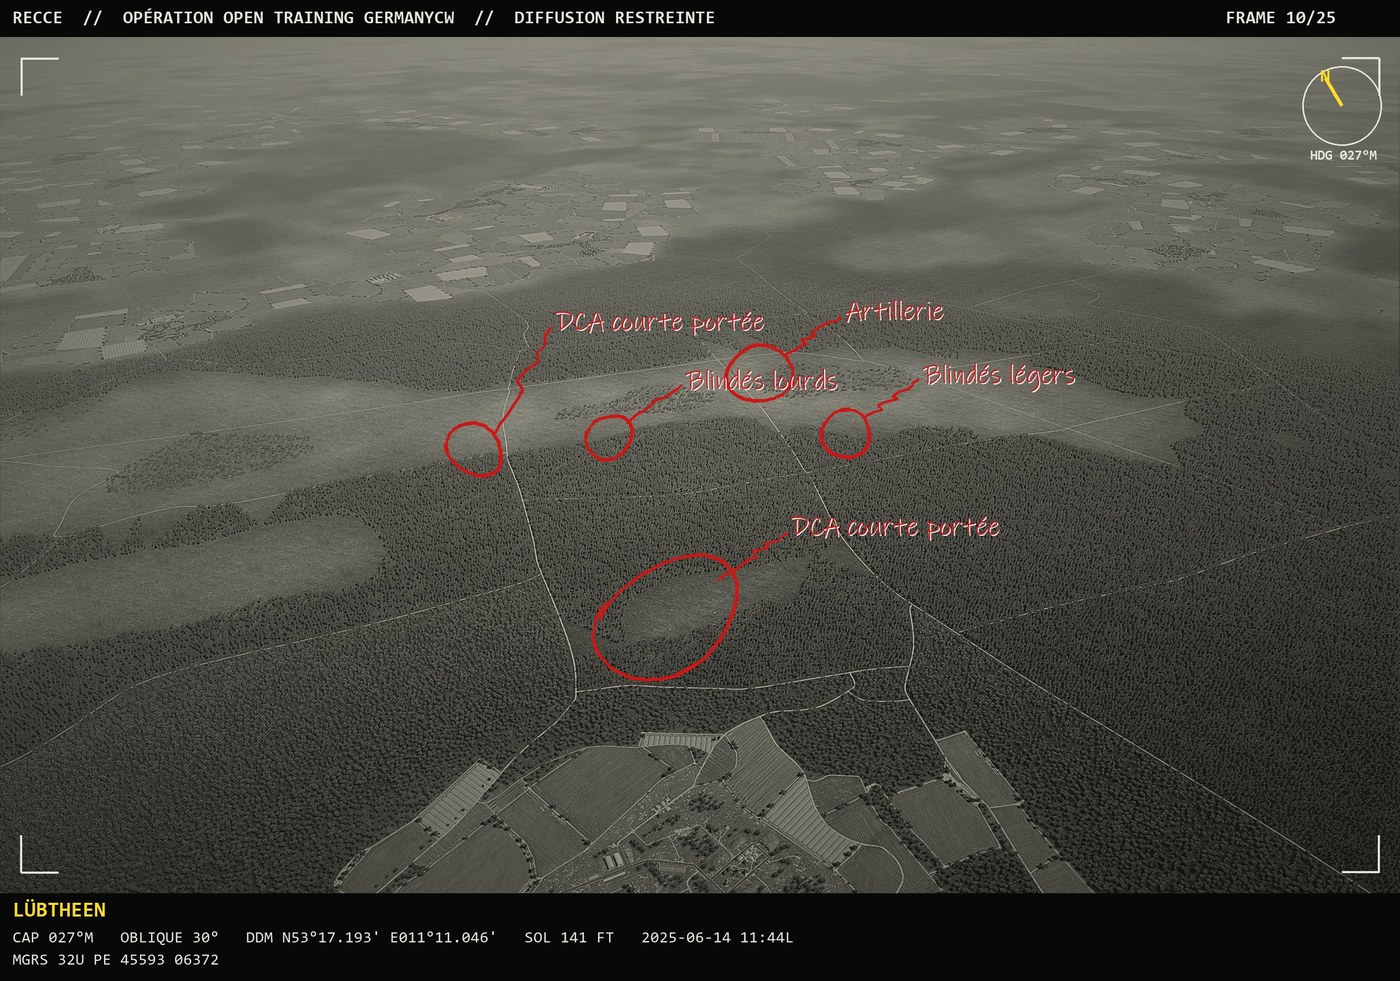 RECCE // OPÉRATION OPEN TRAINING GERMANYCW // DIFFUSION RESTREINTE
FRAME 10/25
N
HDG 027°M
DCA courte portée
Artillerie
Blindés lourds
Blindés légers
DCA courte portée
LÜBTHEEN
CAP 027°M OBLIQUE 30° DDM N53°17.193' E011°11.046' SOL 141 FT 2025-06-14 11:44L
MGRS 32U PE 45593 06372